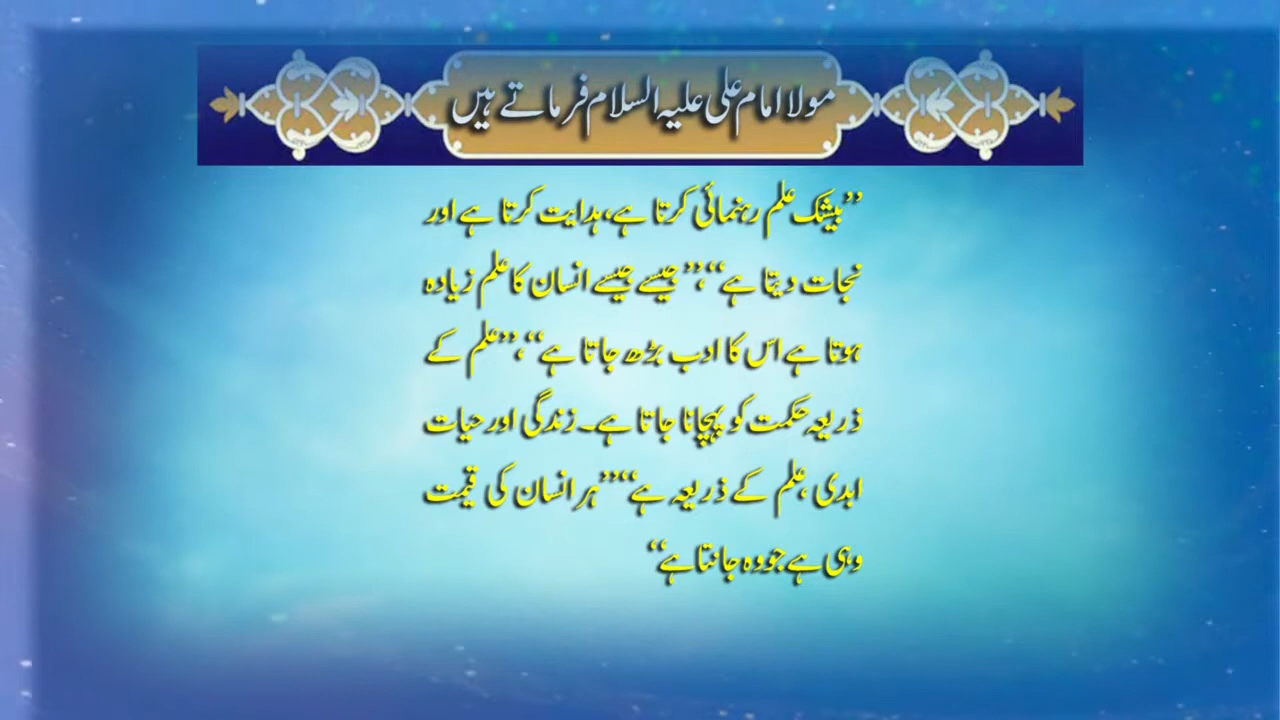 مولا امام علی علیہ السلام فرماتے ہیں
’’بیشک علم رہنمائی کرتا ہے، ہدایت کرتا ہے اور
نجات دیتا ہے‘‘،’’جیسے جیسے انسان کا علم زیادہ
ہوتا ہے اس کا ادب بڑھ جاتا ہے‘‘،’’علم کے
ذریعہ حکمت کو پہچانا جاتا ہے۔ زندگی اور حیات
ابدی ،علم کے ذریعہ ہے‘‘’’ہر انسان کی قیمت
وہی ہے جو وہ جانتا ہے‘‘